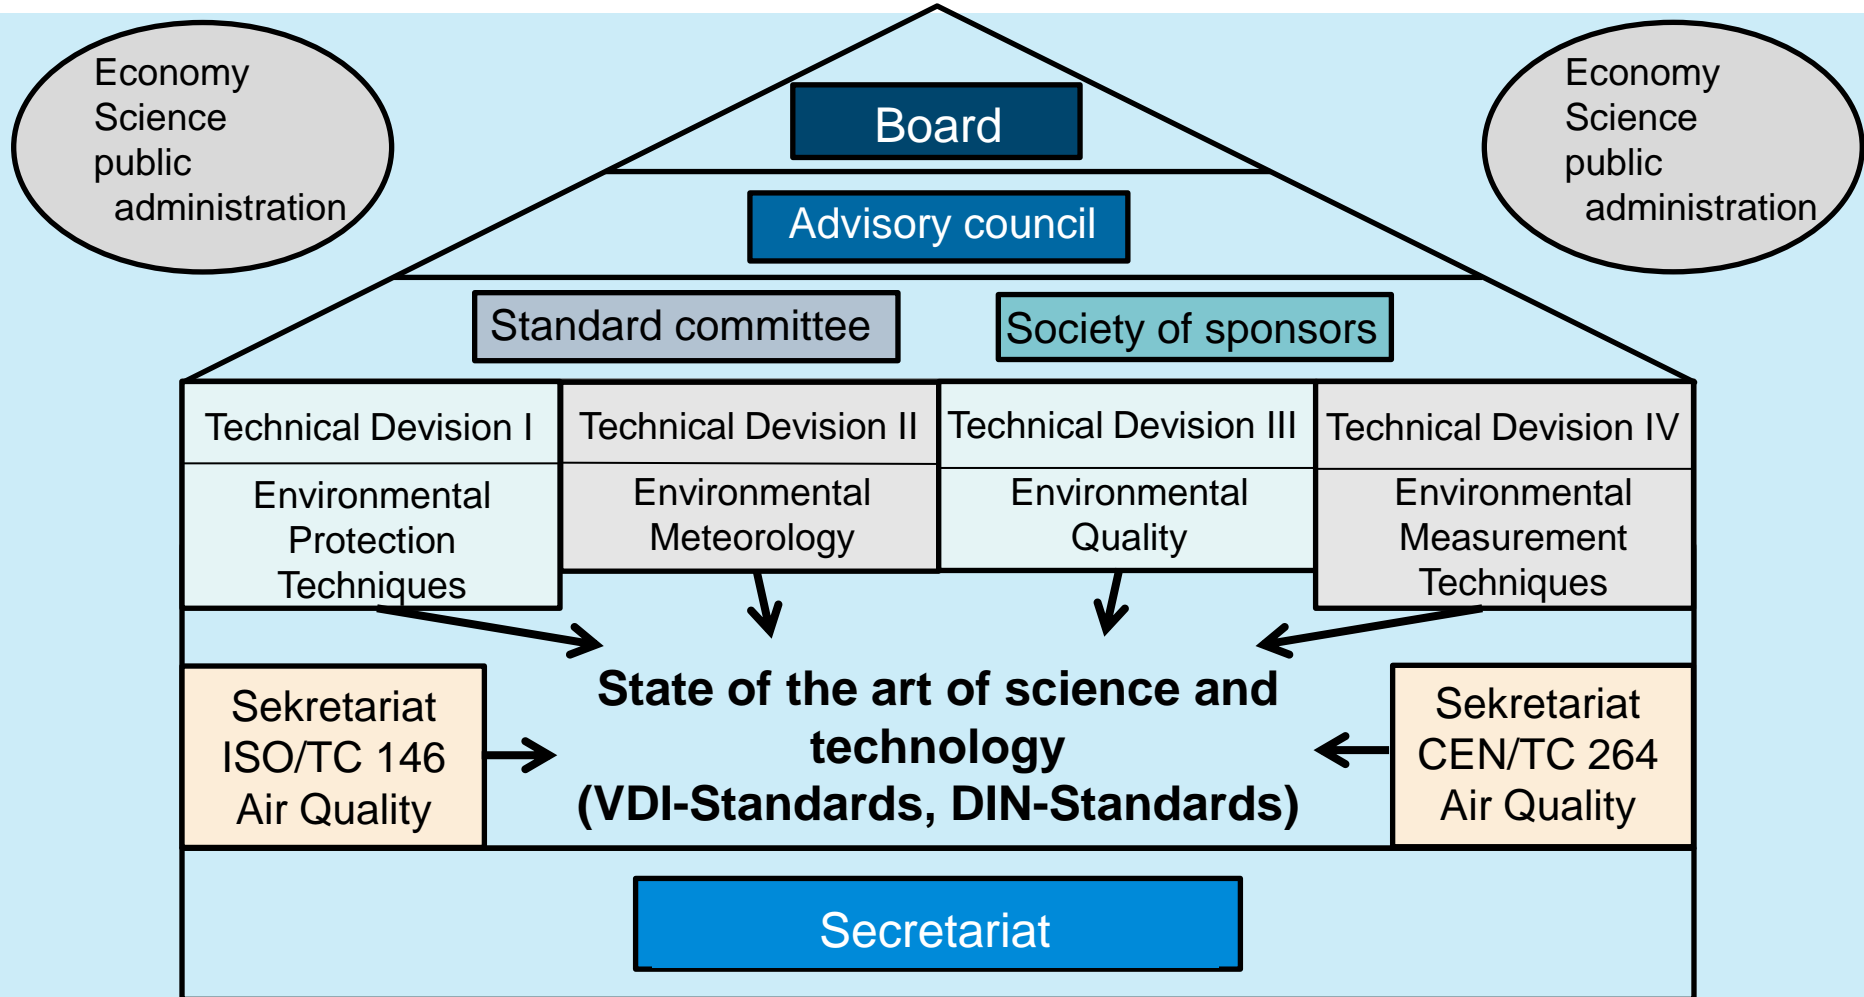 Economy
Science
public
administration
Economy
Science
public
administration
Board
Advisory council
Standard committee
Society of sponsors
Technical Devision I
Environmental
Protection
Techniques
Technical Devision II
Environmental
Meteorology
Technical Devision III
Environmental
Quality
Technical Devision IV
Environmental
Measurement
Techniques
Sekretariat
ISO/TC 146
Air Quality
State of the art of science and
technology
(VDI-Standards, DIN-Standards)
Sekretariat
CEN/TC 264
Air Quality
Secretariat